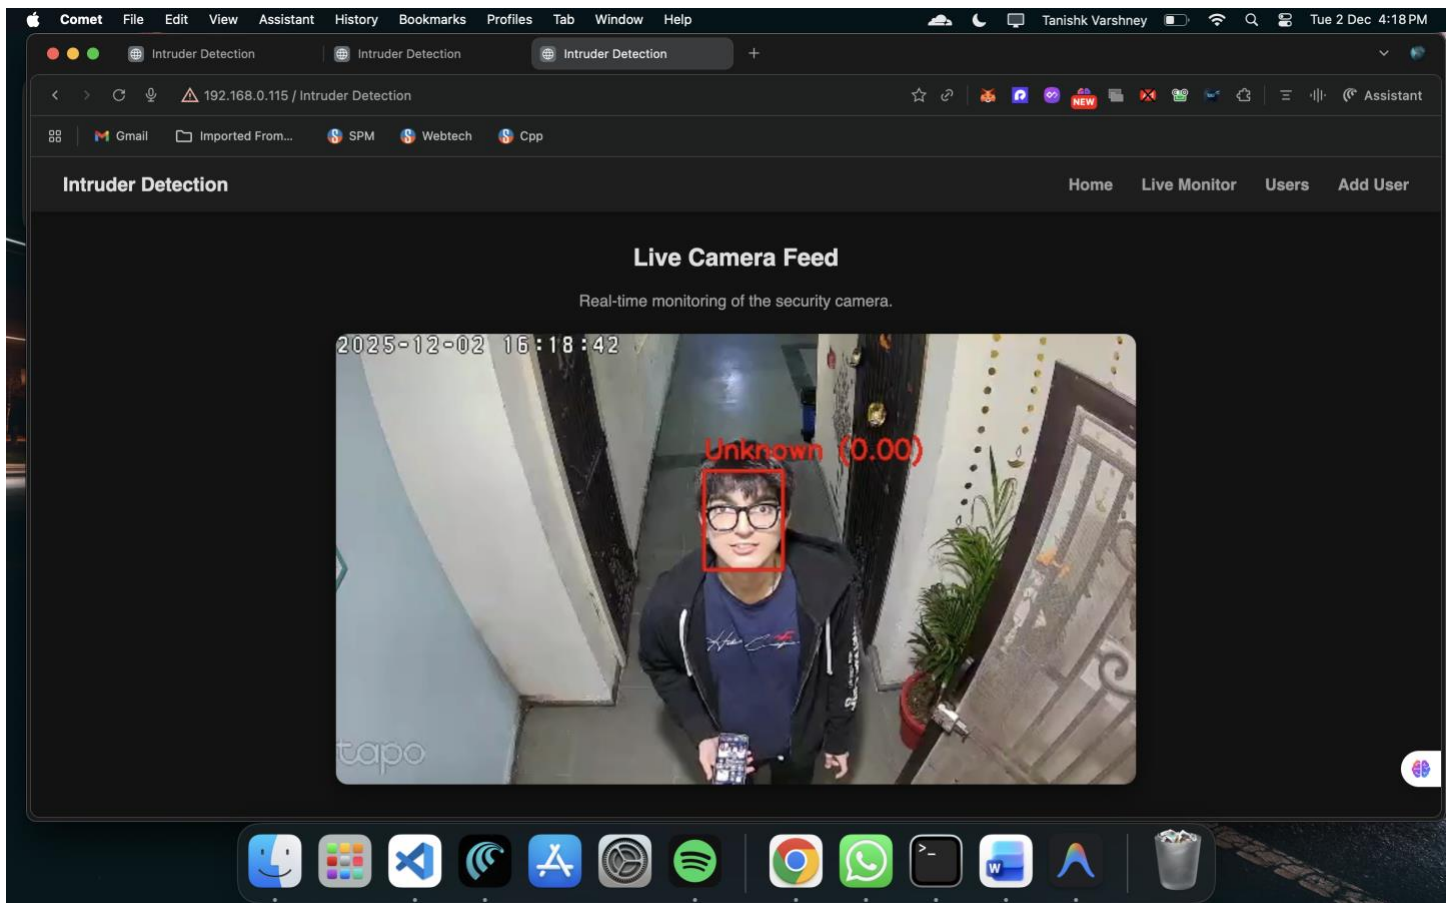 Comet File Edit View Assistant History Bookmarks Profiles Tab Window Help Tanishk Varshney Tue 2 Dec 4:18 PM
Intruder Detection Intruder Detection Intruder Detection
192.168.0.115 / Intruder Detection NEW Assistant
Gmail Imported From... SPM Webtech Cpp
Intruder Detection Home Live Monitor Users Add User
Live Camera Feed
Real-time monitoring of the security camera.
2025-12-02 16:18:42
Unknown (0.00)
tapo